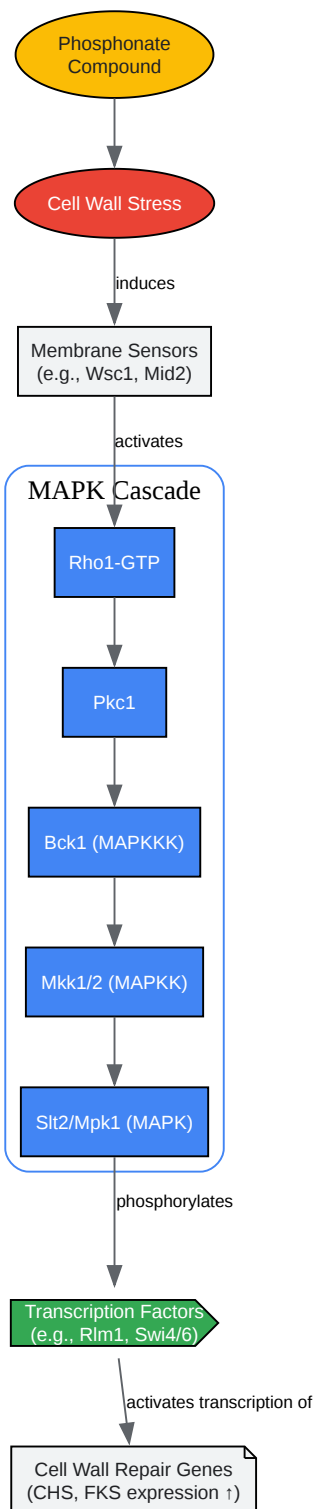 Phosphonate
Compound
Cell Wall Stress
induces
Membrane Sensors
(e.g., Wsc1, Mid2)
activates
MAPK Cascade
Rho1-GTP
Pkc1
Bck1 (MAPKKK)
Mkk1/2 (MAPKK)
Slt2/Mpk1 (MAPK)
phosphorylates
Transcription Factors
(e.g., Rlm1, Swi4/6)
activates transcription of
Cell Wall Repair Genes
(CHS, FKS expression ↑)